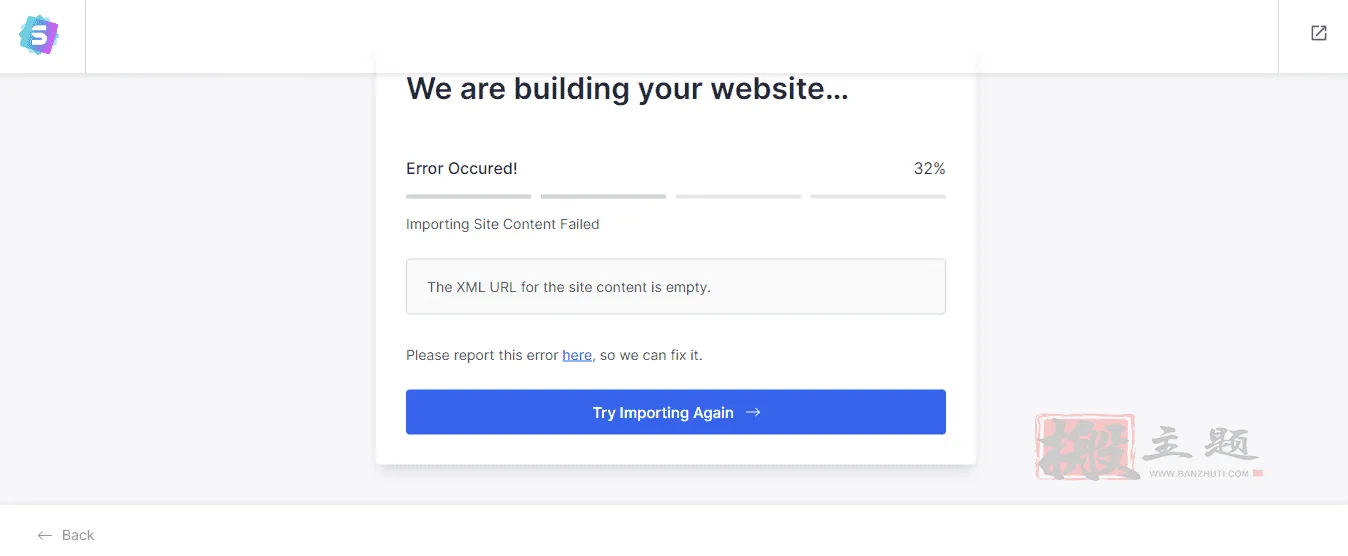 S
We are building your website...
Error Occured! 32%
Importing Site Content Failed
The XML URL for the site content is empty.
Please report this error here, so we can fix it.
Try Importing Again →
搬主题
WWW.BANZHUTI.COM
← Back